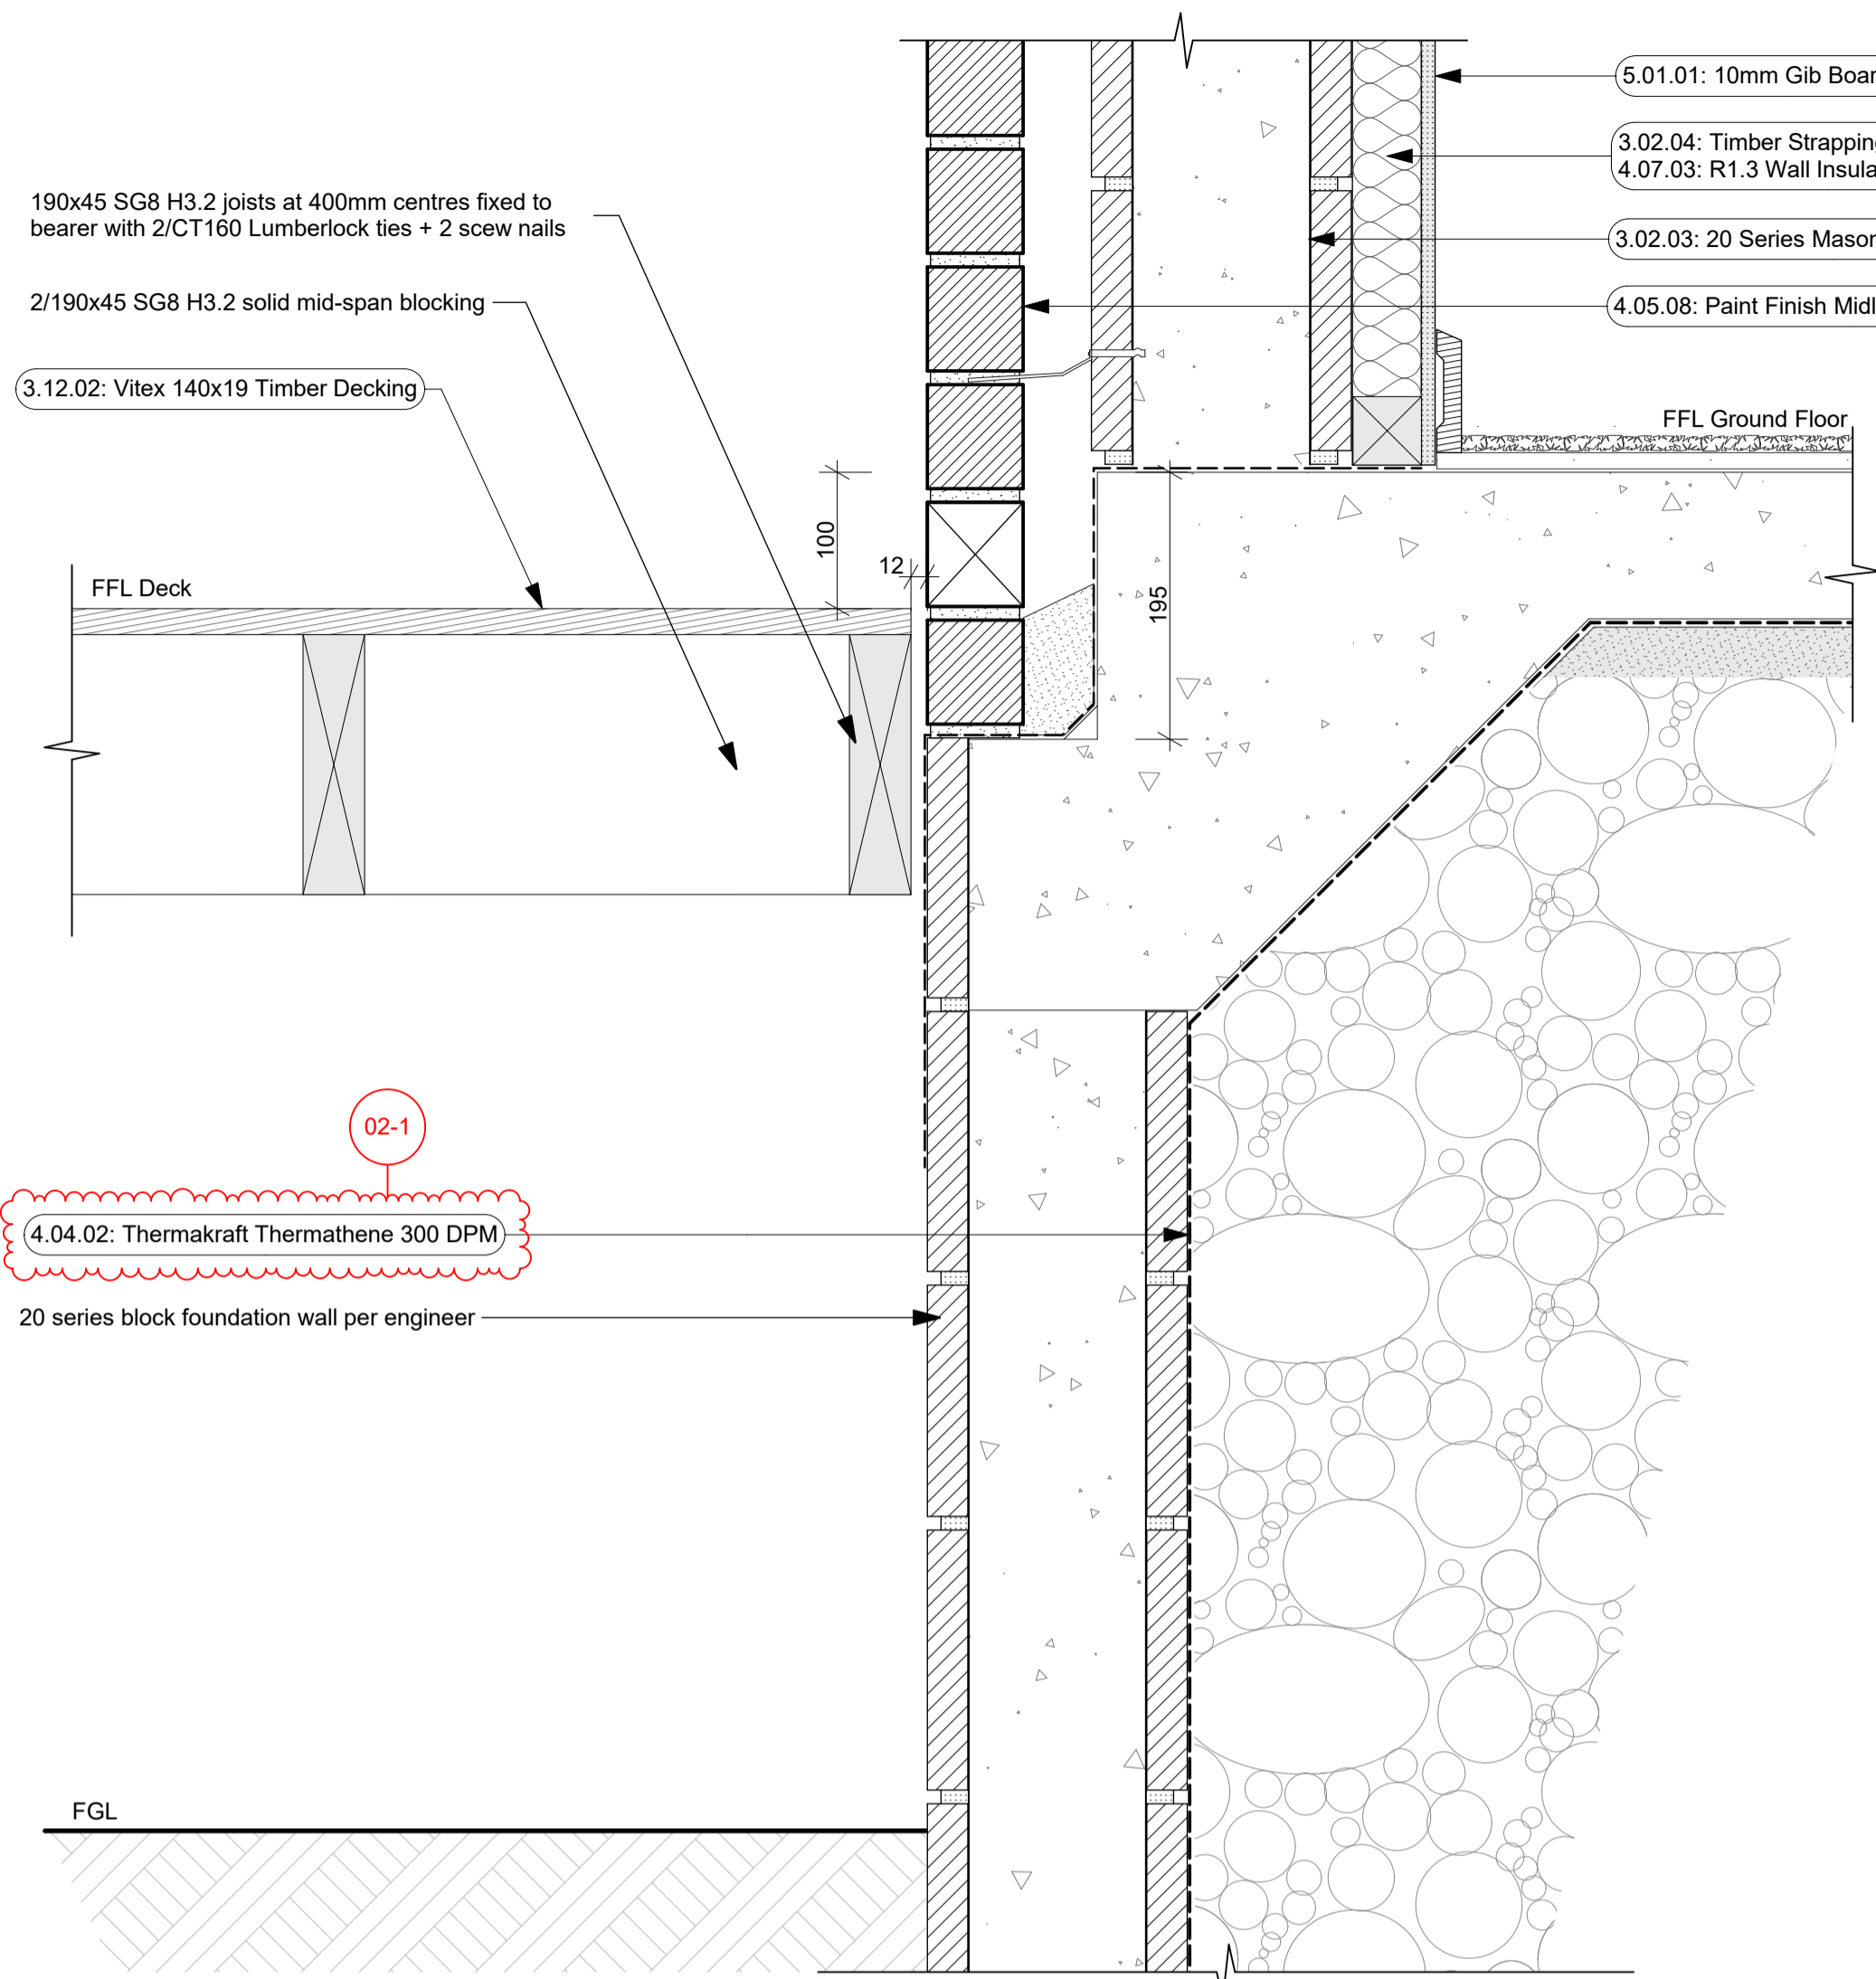 5.01.01: 10mm Gib Boar
3.02.04: Timber Strapping
4.07.03: R1.3 Wall Insula
3.02.03: 20 Series Mason
4.05.08: Paint Finish Midl
190x45 SG8 H3.2 joists at 400mm centres fixed to
bearer with 2/CT160 Lumberlock ties + 2 scew nails
2/190x45 SG8 H3.2 solid mid-span blocking
3.12.02: Vitex 140x19 Timber Decking
FFL Ground Floor
100
12
195
FFL Deck
02-1
4.04.02: Thermakraft Thermathene 300 DPM
20 series block foundation wall per engineer
FGL